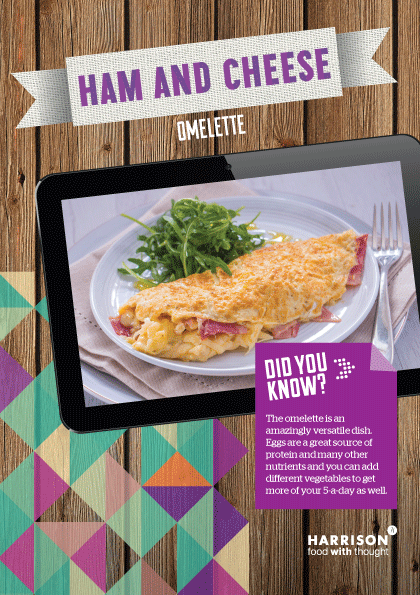 HAM AND CHEESE
OMELETTE
DID YOU
KNOW?
The omelette is an
amazingly versatile dish.
Eggs are a great source of
protein and many other
nutrients and you can add
different vegetables to get
more of your 5-a-day as well.
HARRISON
food with thought